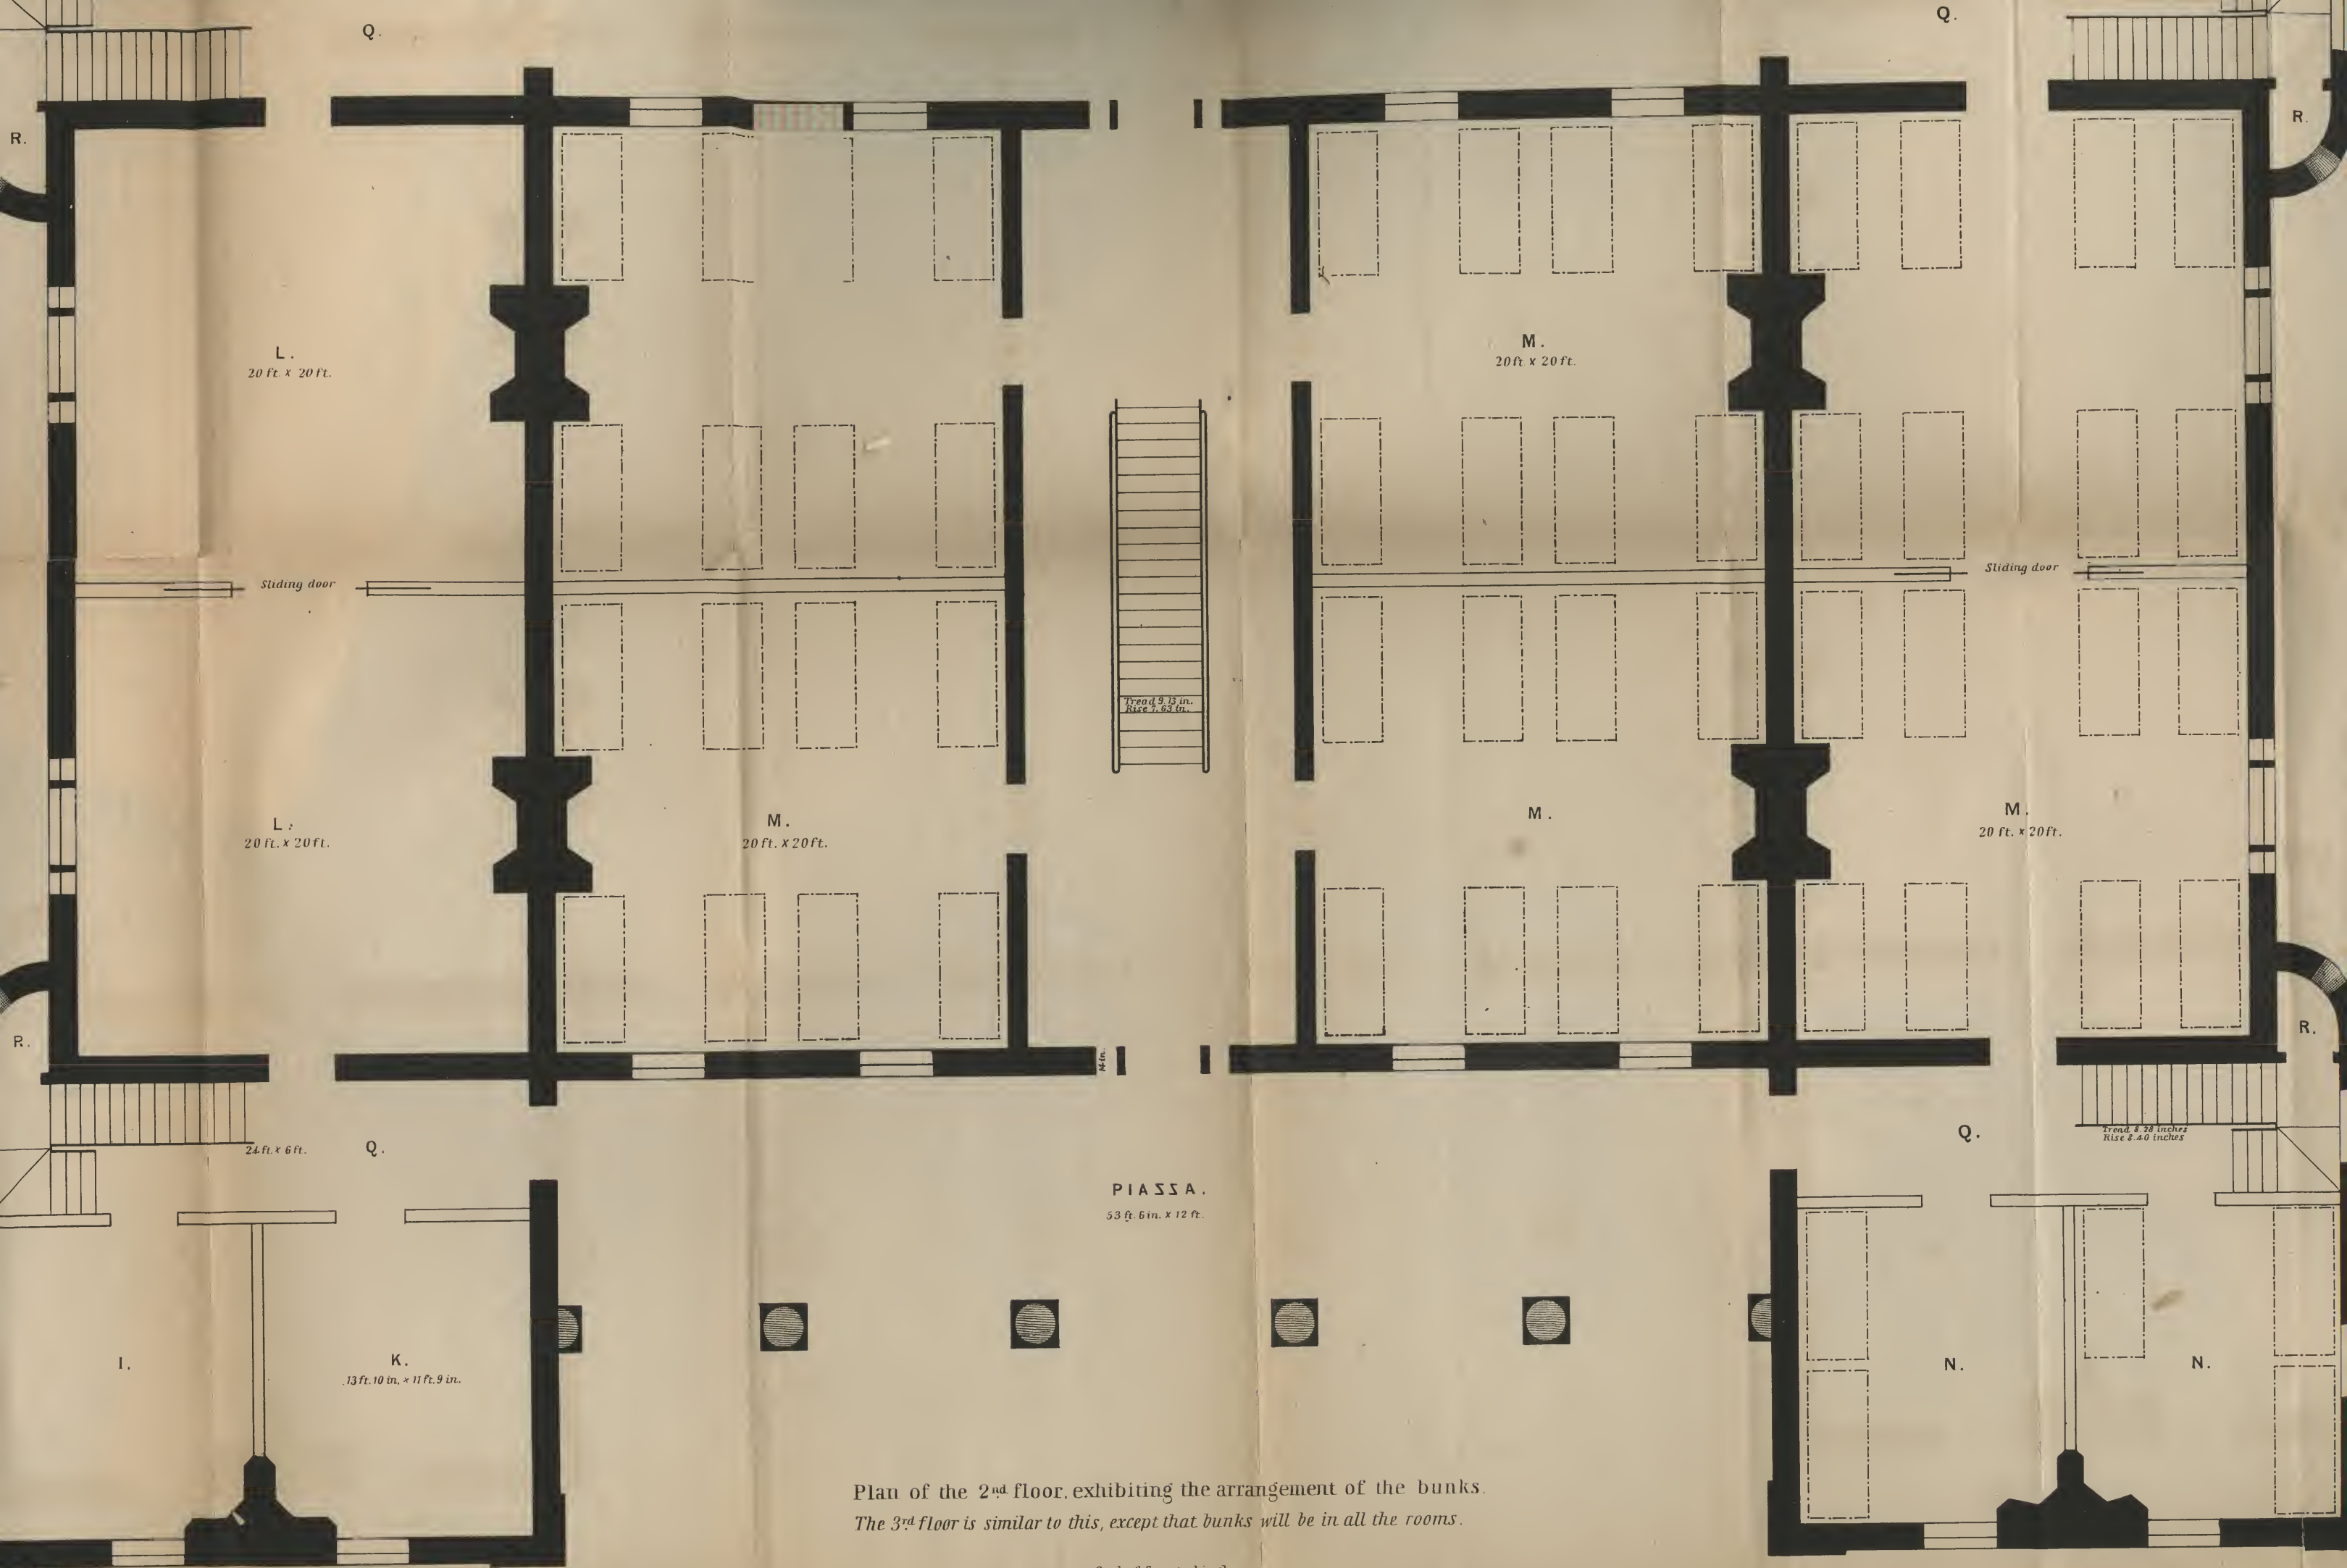 Q.
Q.
R.
R.
L.
20 ft. x 20 ft.
M.
20 ft. x 20 ft.
Sliding door
Sliding door
Tread 9.13 in.
Rise 7.63 in.
L.
20 ft. x 20 ft.
M.
20 ft. x 20 ft.
M.
M.
20 ft. x 20 ft.
R.
14 in.
R.
24 ft. x 6 ft.
Q.
Q.
Tread 8.28 inches
Rise 8.40 inches
PIAZZA.
53 ft. 6 in. x 12 ft.
I.
K.
13 ft. 10 in. x 11 ft. 9 in.
N.
N.
Plan of the 2nd floor, exhibiting the arrangement of the bunks.
The 3rd floor is similar to this, except that bunks will be in all the rooms.